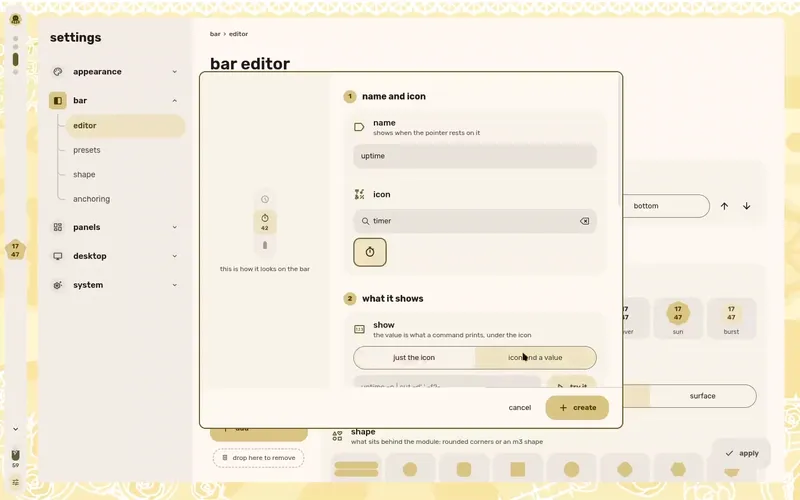 settings
appearance
bar
editor
presets
shape
anchoring
panels
desktop
system
17
47
59
bar › editor
bar editor
1 name and icon
name
shows when the pointer rests on it
uptime
icon
timer
42
this is how it looks on the bar
2 what it shows
show
the value is what a command prints, under the icon
just the icon
icon and a value
try it
cancel
+ create
bottom
17
47
17
47
sun
burst
surface
drop here to remove
shape
what sits behind the module: rounded corners or an m3 shape
apply